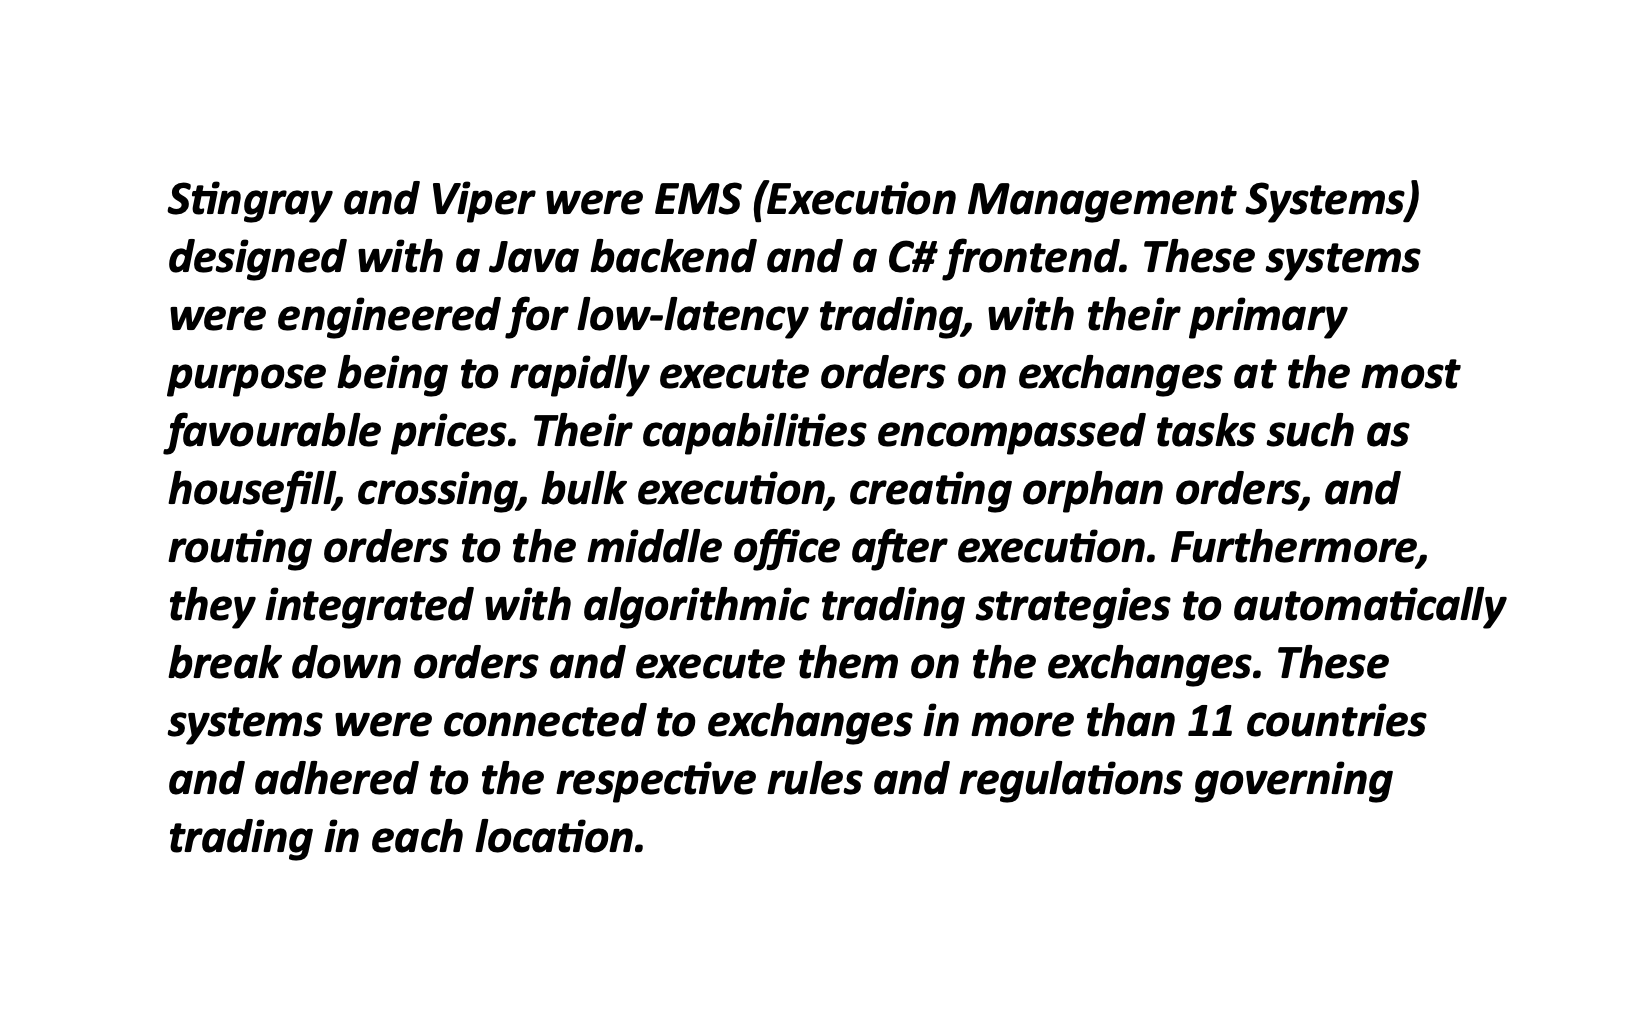 Stingray and Viper were EMS (Execution Management Systems)
designed with a Java backend and a C# frontend. These systems
were engineered for low-latency trading, with their primary
purpose being to rapidly execute orders on exchanges at the most
favourable prices. Their capabilities encompassed tasks such as
housefill, crossing, bulk execution, creating orphan orders, and
routing orders to the middle office after execution. Furthermore,
they integrated with algorithmic trading strategies to automatically
break down orders and execute them on the exchanges. These
systems were connected to exchanges in more than 11 countries
and adhered to the respective rules and regulations governing
trading in each location.